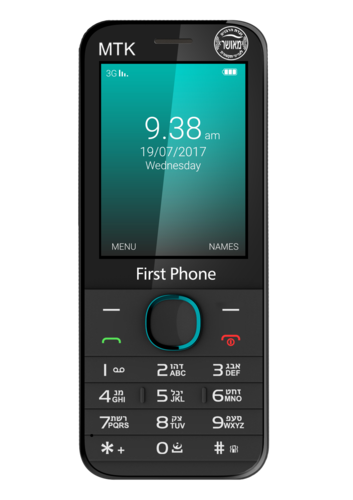 MTK
מאושר
3G
9.38 am
19/07/2017
Wednesday
MENU NAMES
First Phone
1 2 דהו ABC 3 אבג DEF
4 מנ GHI 5 יכל JKL 6 זחט MNO
7 רשת PQRS 8 צק TUV 9 סעפ WXYZ
* + 0 #